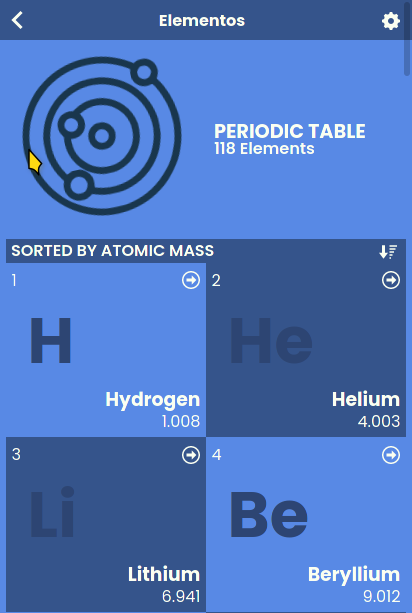 Elementos
PERIODIC TABLE
118 Elements
SORTED BY ATOMIC MASS
1
H
Hydrogen
1.008
2
He
Helium
4.003
3
Li
Lithium
6.941
4
Be
Beryllium
9.012